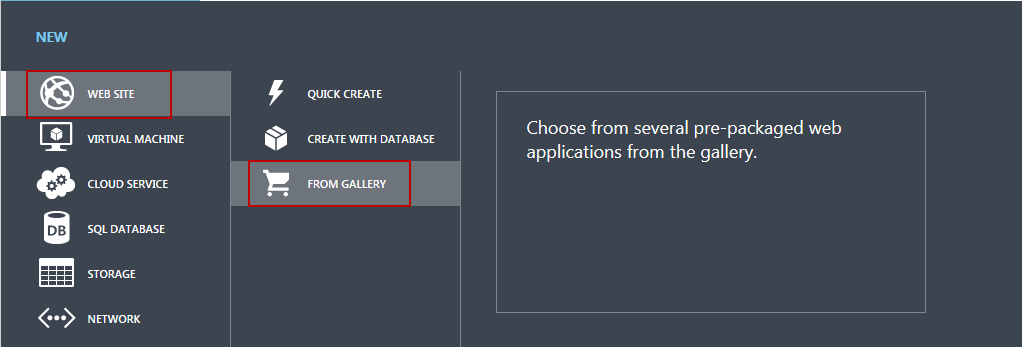 NEW
WEB SITE
VIRTUAL MACHINE
CLOUD SERVICE
DB
SQL DATABASE
STORAGE
NETWORK
QUICK CREATE
CREATE WITH DATABASE
FROM GALLERY
Choose from several pre-packaged web
applications from the gallery.